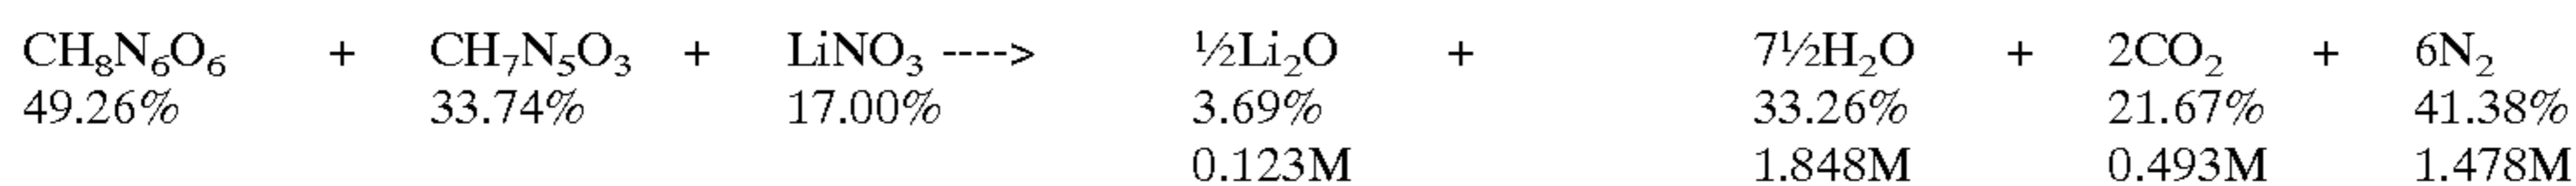 CH₈N₆O₆ + CH₇N₅O₃ + LiNO₃ ----> ½Li₂O + 7½H₂O + 2CO₂ + 6N₂
49.26% 33.74% 17.00% 3.69% 33.26% 21.67% 41.38%
0.123M 1.848M 0.493M 1.478M